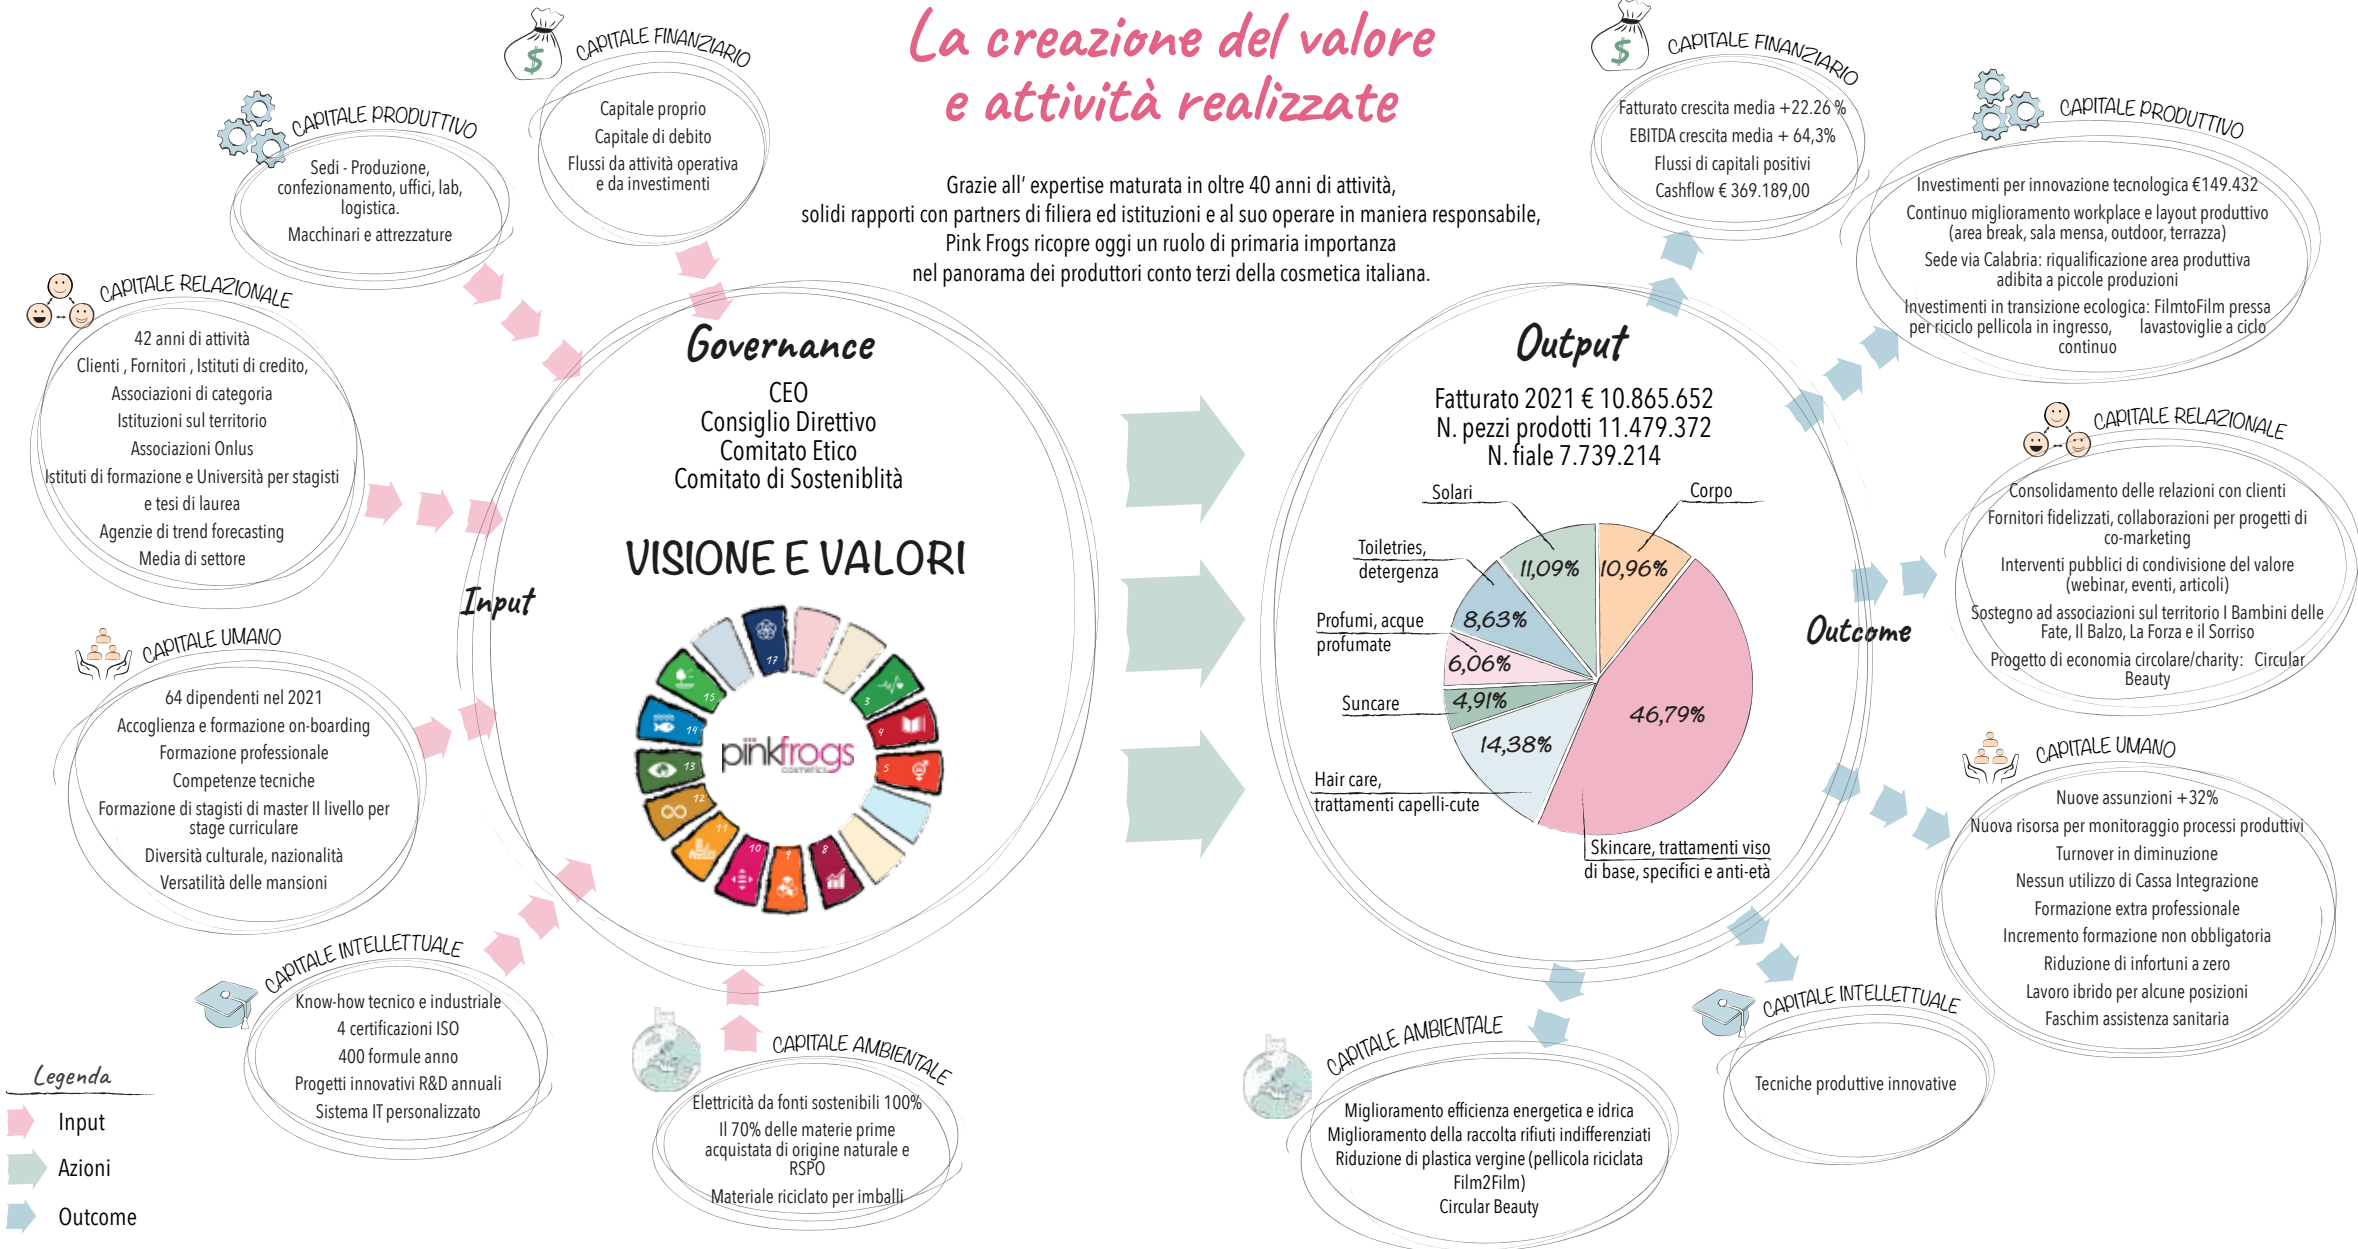 La creazione del valore
e attività realizzate
Grazie all' expertise maturata in oltre 40 anni di attività,
solidi rapporti con partners di filiera ed istituzioni e al suo operare in maniera responsabile,
Pink Frogs ricopre oggi un ruolo di primaria importanza
nel panorama dei produttori conto terzi della cosmetica italiana.
CAPITALE FINANZIARIO
Capitale proprio
Capitale di debito
Flussi da attività operativa
e da investimenti
CAPITALE PRODUTTIVO
Sedi - Produzione,
confezionamento, uffici, lab,
logistica.
Macchinari e attrezzature
CAPITALE RELAZIONALE
42 anni di attività
Clienti , Fornitori , Istituti di credito,
Associazioni di categoria
Istituzioni sul territorio
Associazioni Onlus
Istituti di formazione e Università per stagisti
e tesi di laurea
Agenzie di trend forecasting
Media di settore
CAPITALE UMANO
64 dipendenti nel 2021
Accoglienza e formazione on-boarding
Formazione professionale
Competenze tecniche
Formazione di stagisti di master II livello per
stage curriculare
Diversità culturale, nazionalità
Versatilità delle mansioni
CAPITALE INTELLETTUALE
Know-how tecnico e industriale
4 certificazioni ISO
400 formule anno
Progetti innovativi R&D annuali
Sistema IT personalizzato
CAPITALE AMBIENTALE
Elettricità da fonti sostenibili 100%
Il 70% delle materie prime
acquistata di origine naturale e
RSPO
Materiale riciclato per imballi
Legenda
Input
Azioni
Outcome
Input
Governance
CEO
Consiglio Direttivo
Comitato Etico
Comitato di Sosteniblità
VISIONE E VALORI
17
3
4
5
8
9
10
11
12
13
14
15
pinkfrogs
cosmetics
Output
Fatturato 2021 € 10.865.652
N. pezzi prodotti 11.479.372
N. fiale 7.739.214
Solari
Corpo
Toiletries,
detergenza
Profumi, acque
profumate
Suncare
Hair care,
trattamenti capelli-cute
Skincare, trattamenti viso
di base, specifici e anti-età
11,09%
10,96%
8,63%
6,06%
4,91%
14,38%
46,79%
Outcome
CAPITALE FINANZIARIO
Fatturato crescita media +22.26 %
EBITDA crescita media + 64,3%
Flussi di capitali positivi
Cashflow € 369.189,00
CAPITALE PRODUTTIVO
Investimenti per innovazione tecnologica €149.432
Continuo miglioramento workplace e layout produttivo
(area break, sala mensa, outdoor, terrazza)
Sede via Calabria: riqualificazione area produttiva
adibita a piccole produzioni
Investimenti in transizione ecologica: FilmtoFilm pressa
per riciclo pellicola in ingresso, lavastoviglie a ciclo
continuo
CAPITALE RELAZIONALE
Consolidamento delle relazioni con clienti
Fornitori fidelizzati, collaborazioni per progetti di
co-marketing
Interventi pubblici di condivisione del valore
(webinar, eventi, articoli)
Sostegno ad associazioni sul territorio I Bambini delle
Fate, Il Balzo, La Forza e il Sorriso
Progetto di economia circolare/charity: Circular
Beauty
CAPITALE UMANO
Nuove assunzioni +32%
Nuova risorsa per monitoraggio processi produttivi
Turnover in diminuzione
Nessun utilizzo di Cassa Integrazione
Formazione extra professionale
Incremento formazione non obbligatoria
Riduzione di infortuni a zero
Lavoro ibrido per alcune posizioni
Faschim assistenza sanitaria
CAPITALE INTELLETTUALE
Tecniche produttive innovative
CAPITALE AMBIENTALE
Miglioramento efficienza energetica e idrica
Miglioramento della raccolta rifiuti indifferenziati
Riduzione di plastica vergine (pellicola riciclata
Film2Film)
Circular Beauty